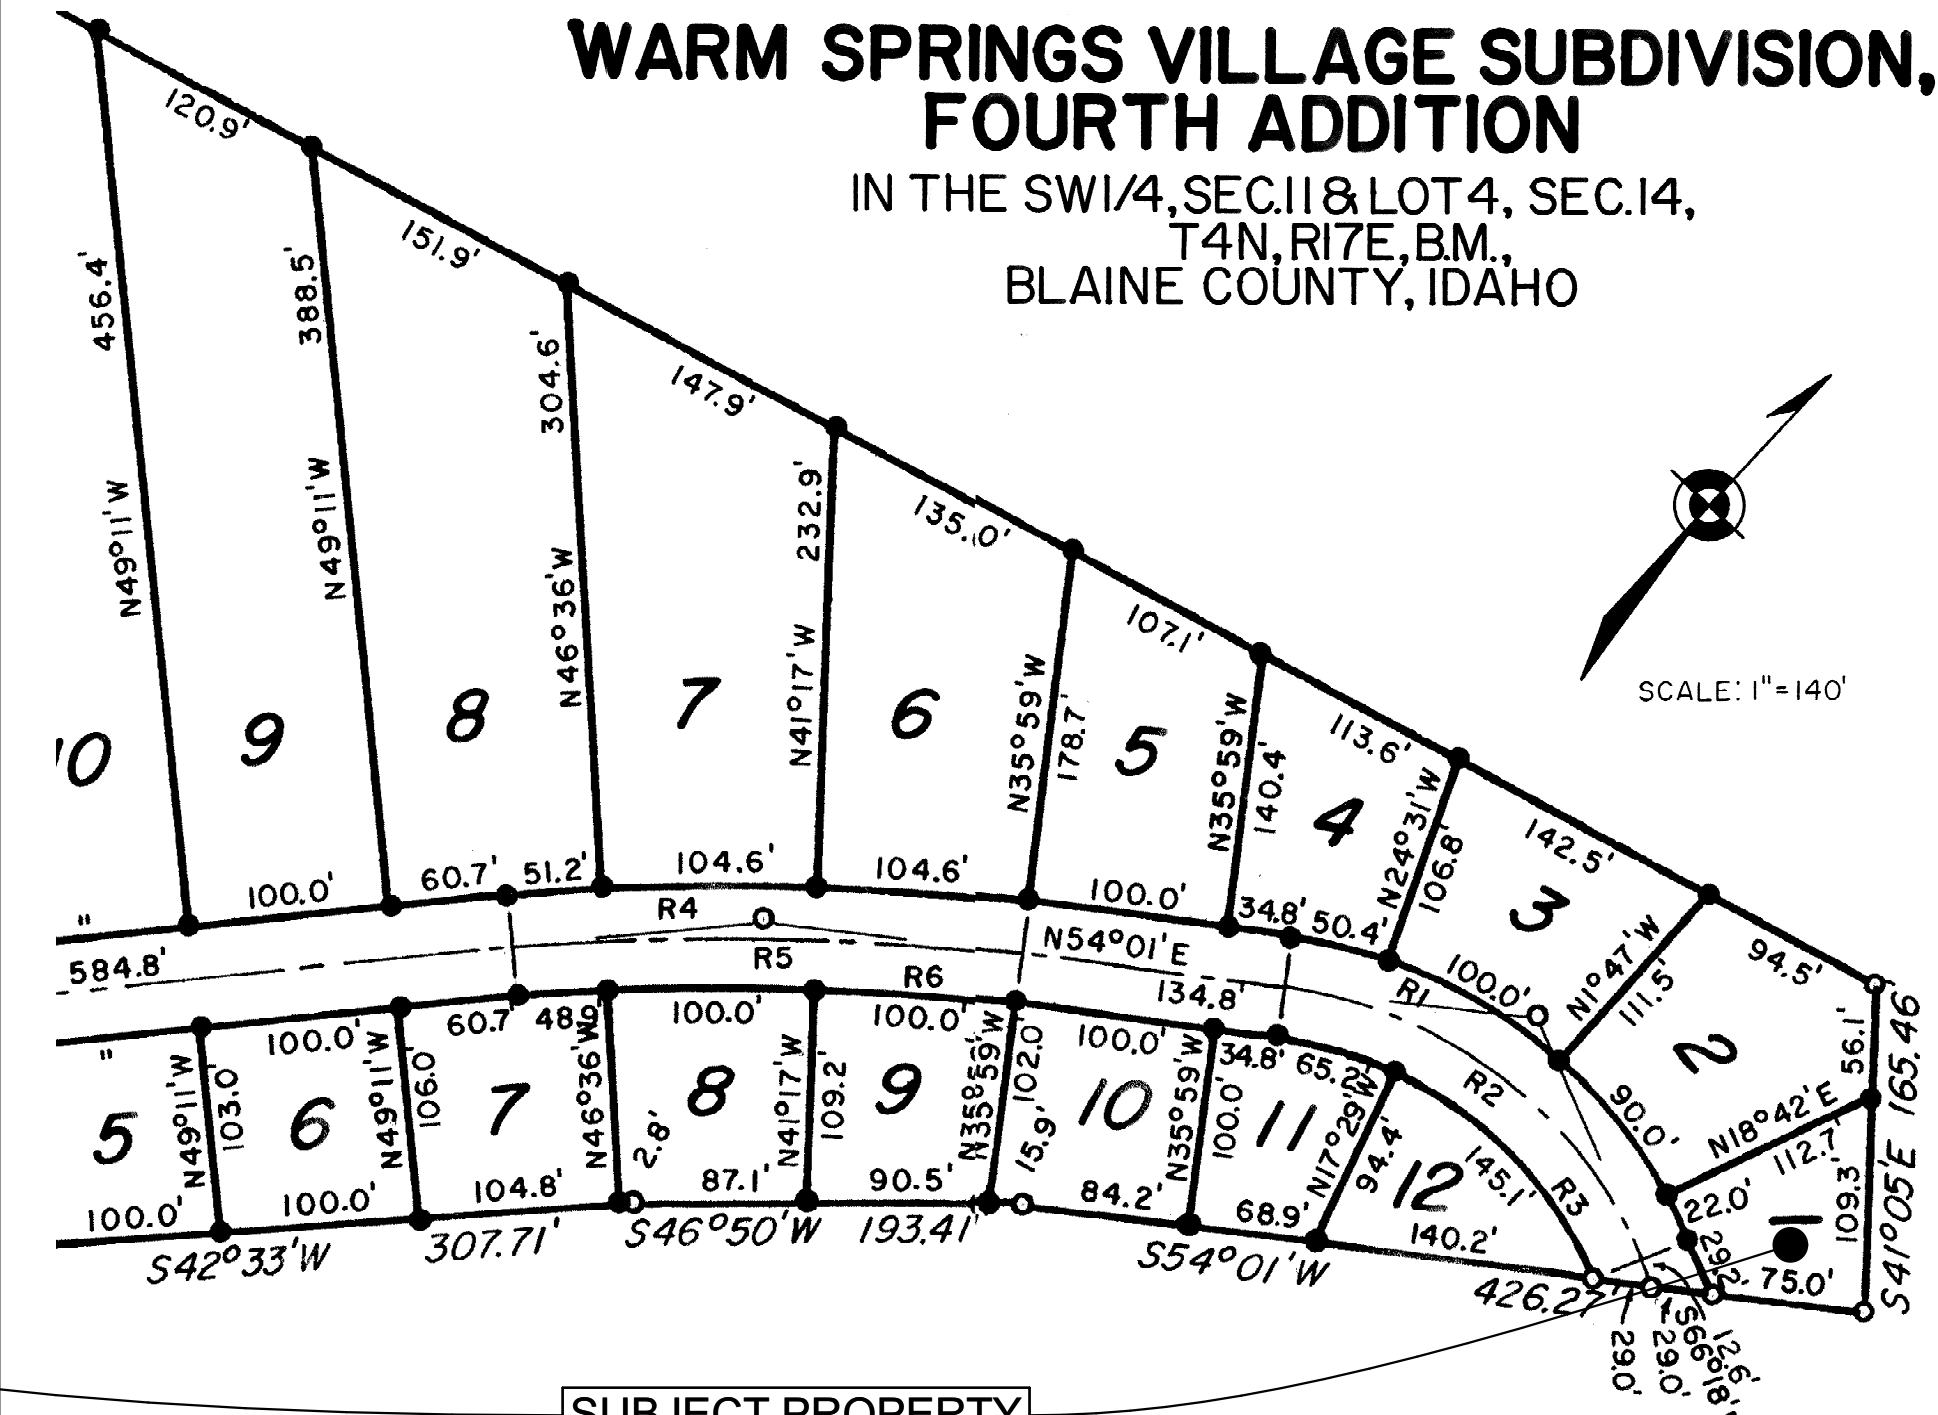 WARM SPRINGS VILLAGE SUBDIVISION,
FOURTH ADDITION
IN THE SW1/4, SEC.11 & LOT 4, SEC.14,
T4N, R17E, B.M.,
BLAINE COUNTY, IDAHO
SCALE: 1"=140'
120.9'
151.9'
147.9'
135.0'
107.1'
113.6'
142.5'
94.5'
456.4'
N49°11'W
388.5'
N49°11'W
304.6'
N46°36'W
232.9'
N41°17'W
N35°59'W
178.7'
N35°59'W
140.4'
N24°31'W
106.8'
N1°47'W
111.5'
56.1'
S41°05'E 165.46
N18°42'E
112.7'
109.3'
10
9
8
7
6
5
4
3
2
1
"
100.0'
60.7'
51.2'
104.6'
104.6'
100.0'
34.8'
50.4'
100.0'
90.0'
22.0'
29.2'
75.0'
584.8'
R4
R5
R6
N54°01'E
134.8'
R1
R2
R3
"
100.0'
60.7'
48.9'
100.0'
100.0'
100.0'
34.8'
65.2'
145.1'
5
N49°11'W
103.0'
6
N49°11'W
106.0'
7
N46°36'W
2.8'
8
N41°17'W
109.2'
9
N35°59'W
102.0'
15.9'
10
N35°59'W
100.0'
11
N17°29'W
94.4'
12
100.0'
100.0'
104.8'
87.1'
90.5'
84.2'
68.9'
140.2'
S42°33'W
307.71'
S46°50'W
193.41'
S54°01'W
426.27'
29.0'
29.0'
S66°18'
12.6'
SUBJECT PROPERTY